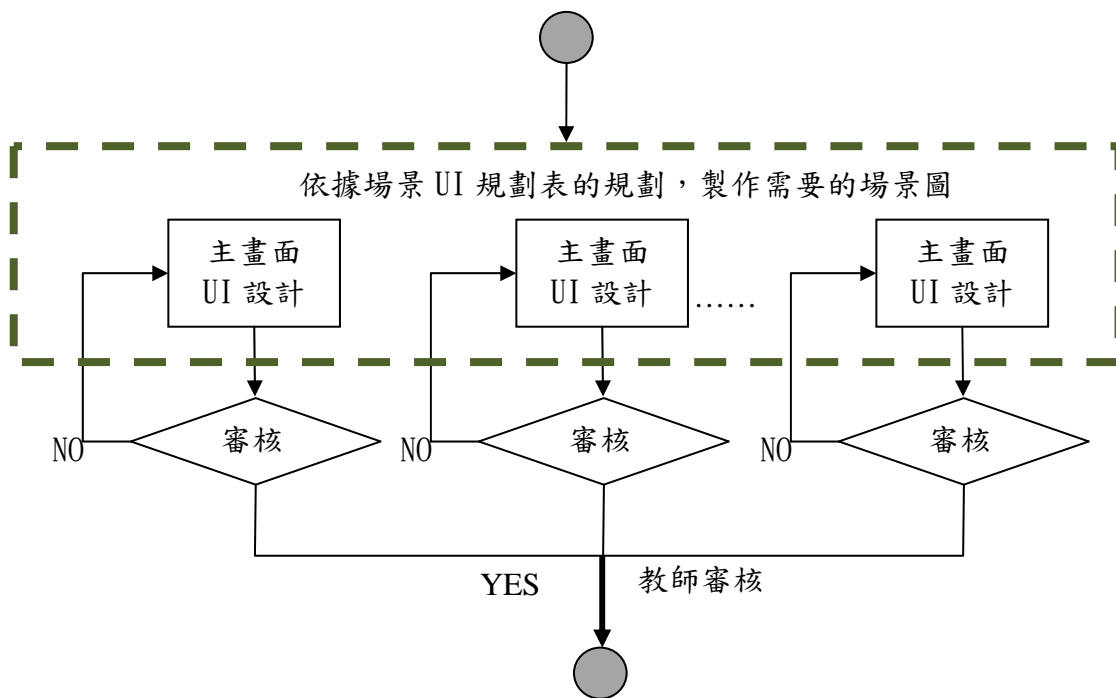 依據場景 UI 規劃表的規劃，製作需要的場景圖
主畫面
UI 設計
主畫面
UI 設計
......
主畫面
UI 設計
審核
NO
審核
NO
審核
NO
YES
教師審核